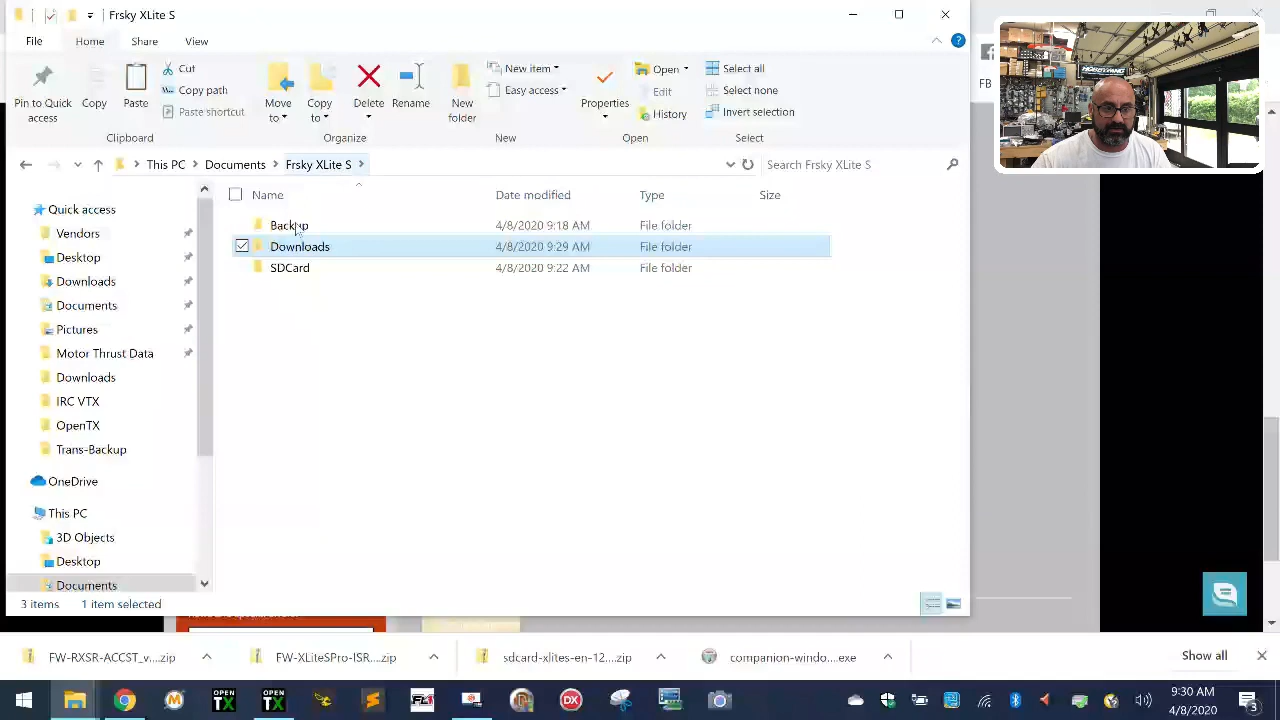 Frsky XLite S
File Home Share View
Pin to Quick access
Copy
Paste
Cut
Copy path
Paste shortcut
Move to
Copy To
Delete
Rename
New folder
New item
Easy access
Properties
Open
Edit
History
Select all
Select none
Invert selection
Clipboard Organize New Open Select
This PC Documents Frsky XLite S
Search Frsky XLite S
Name Date modified Type Size
Backup 4/8/2020 9:18 AM File folder
Downloads 4/8/2020 9:29 AM File folder
SDCard 4/8/2020 9:22 AM File folder
Quick access
Vendors
Desktop
Downloads
Documents
Pictures
Motor Thrust Data
Downloads
IRC VTX
OpenTX
Trans-Backup
OneDrive
This PC
3D Objects
Desktop
Documents
3 items 1 item selected
FB
FW-RXSR-ACCST_v....zip
FW-XLiteSPro-ISR....zip
sdcard-xlites-en-12....zip
companion-windo....exe
Show all
OPEN TX
OPEN TX
9:30 AM
4/8/2020
3